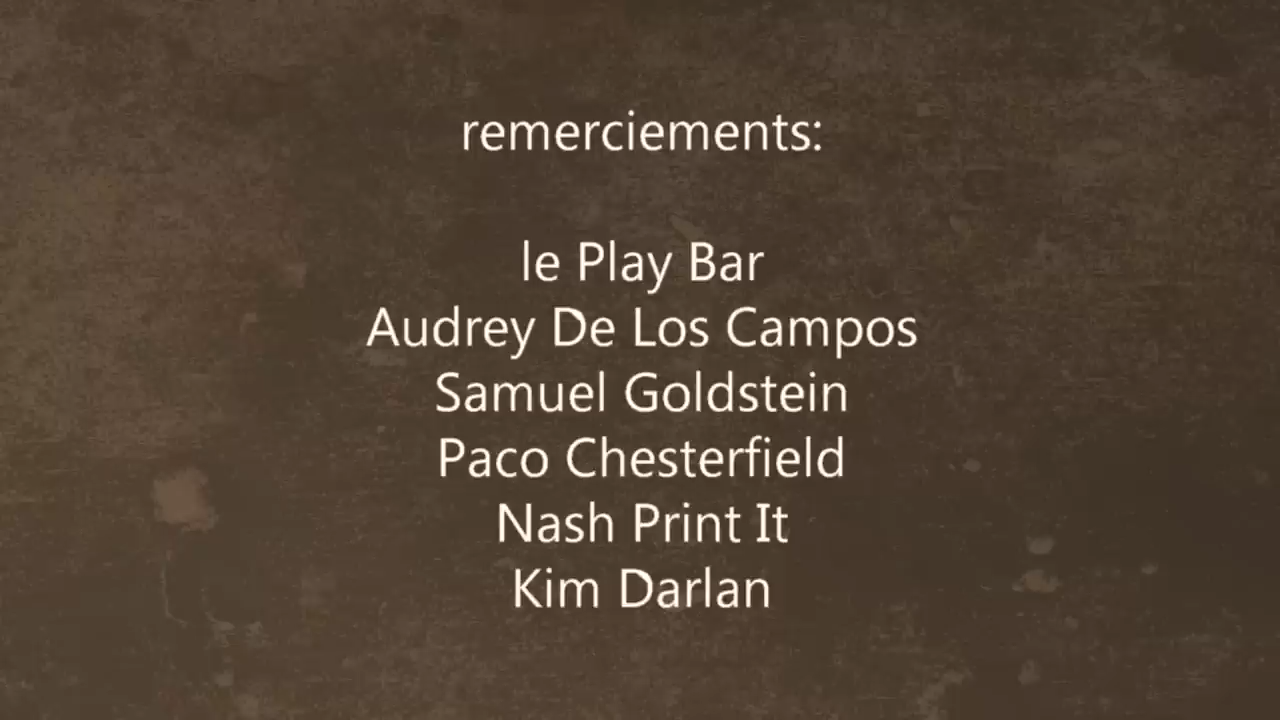 remerciements:
le Play Bar
Audrey De Los Campos
Samuel Goldstein
Paco Chesterfield
Nash Print It
Kim Darlan